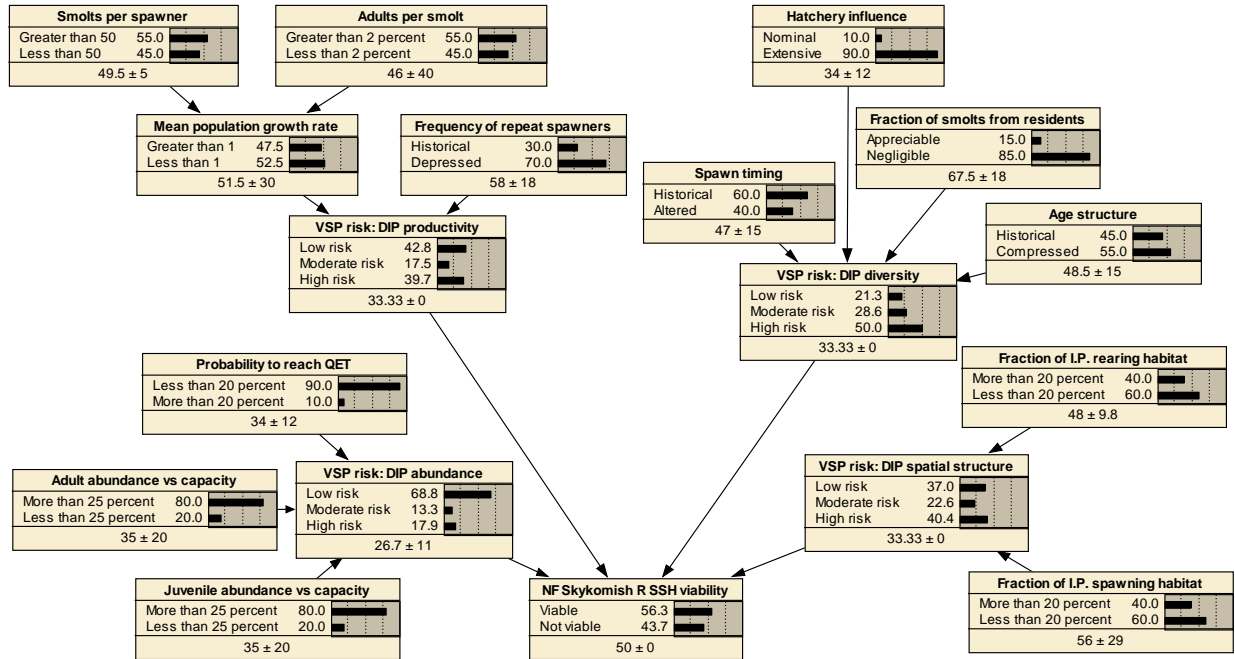 Smolts per spawner
Greater than 50 55.0
Less than 50 45.0
49.5 ± 5
Adults per smolt
Greater than 2 percent 55.0
Less than 2 percent 45.0
46 ± 40
Hatchery influence
Nominal 10.0
Extensive 90.0
34 ± 12
Mean population growth rate
Greater than 1 47.5
Less than 1 52.5
51.5 ± 30
Frequency of repeat spawners
Historical 30.0
Depressed 70.0
58 ± 18
Fraction of smolts from residents
Appreciable 15.0
Negligible 85.0
67.5 ± 18
Spawn timing
Historical 60.0
Altered 40.0
47 ± 15
Age structure
Historical 45.0
Compressed 55.0
48.5 ± 15
VSP risk: DIP productivity
Low risk 42.8
Moderate risk 17.5
High risk 39.7
33.33 ± 0
VSP risk: DIP diversity
Low risk 21.3
Moderate risk 28.6
High risk 50.0
33.33 ± 0
Probability to reach QET
Less than 20 percent 90.0
More than 20 percent 10.0
34 ± 12
Fraction of I.P. rearing habitat
More than 20 percent 40.0
Less than 20 percent 60.0
48 ± 9.8
Adult abundance vs capacity
More than 25 percent 80.0
Less than 25 percent 20.0
35 ± 20
VSP risk: DIP abundance
Low risk 68.8
Moderate risk 13.3
High risk 17.9
26.7 ± 11
VSP risk: DIP spatial structure
Low risk 37.0
Moderate risk 22.6
High risk 40.4
33.33 ± 0
Juvenile abundance vs capacity
More than 25 percent 80.0
Less than 25 percent 20.0
35 ± 20
NF Skykomish R SSH viability
Viable 56.3
Not viable 43.7
50 ± 0
Fraction of I.P. spawning habitat
More than 20 percent 40.0
Less than 20 percent 60.0
56 ± 29